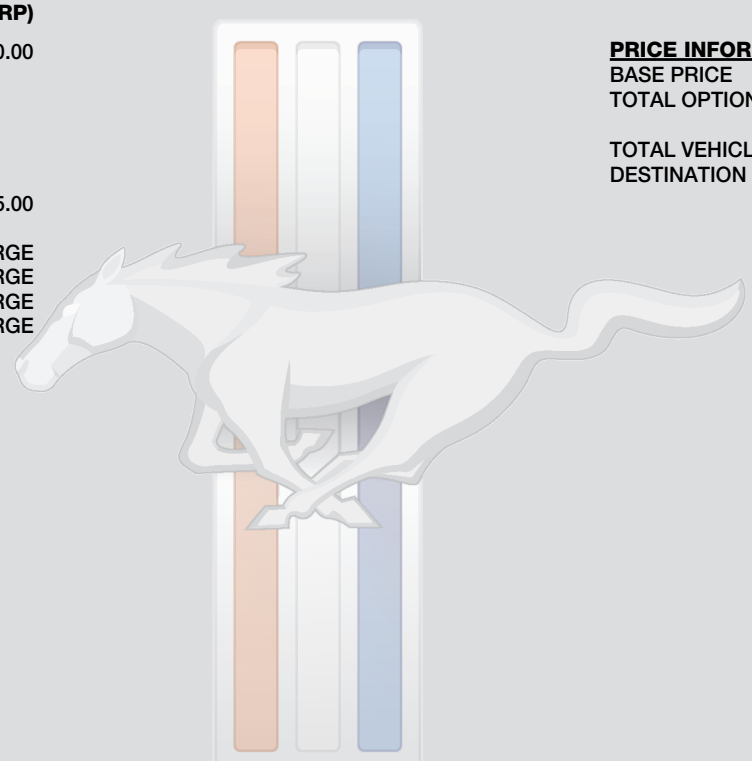 RP)
0.00
5.00
RGE
RGE
RGE
RGE
PRICE INFOR
BASE PRICE
TOTAL OPTION
TOTAL VEHICL
DESTINATION